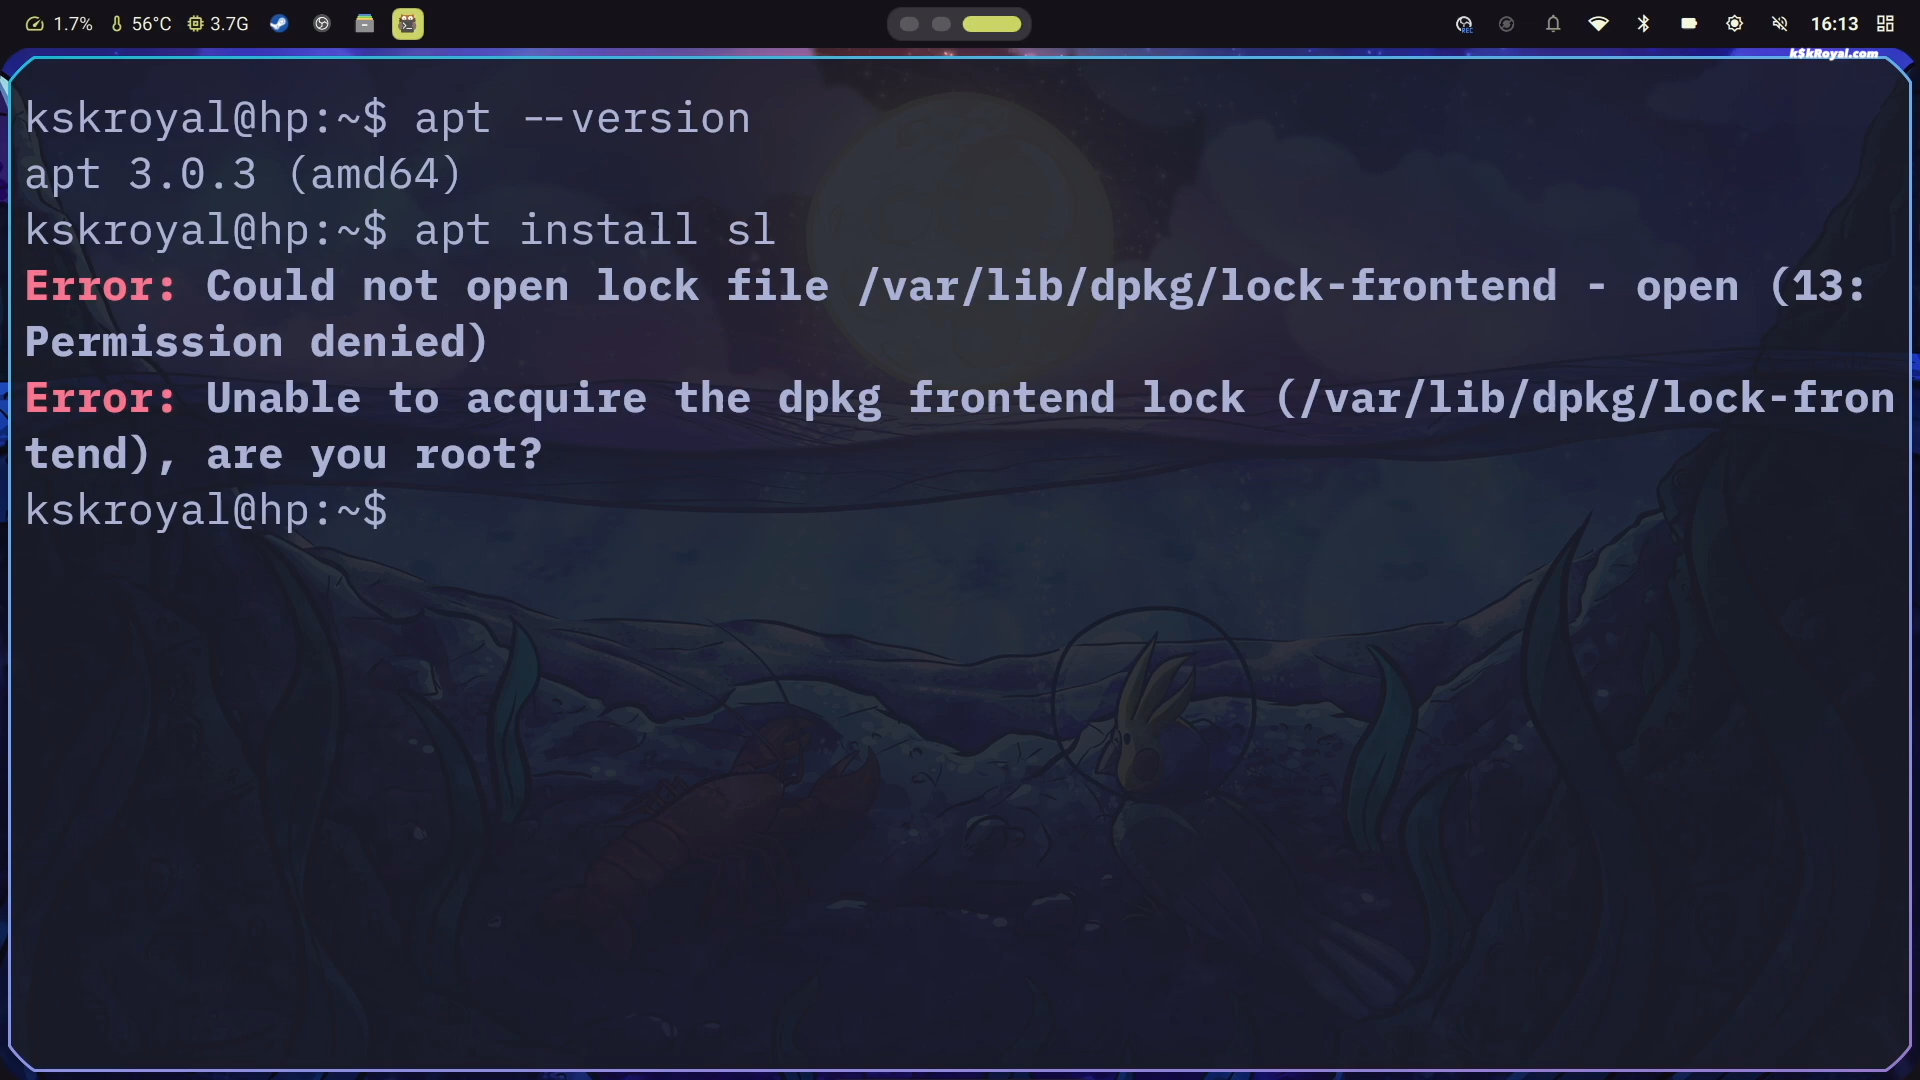 1.7% 56°C 3.7G REC 16:13
k$kRoyal.com
kskroyal@hp:~$ apt --version
apt 3.0.3 (amd64)
kskroyal@hp:~$ apt install sl
Error: Could not open lock file /var/lib/dpkg/lock-frontend - open (13:
Permission denied)
Error: Unable to acquire the dpkg frontend lock (/var/lib/dpkg/lock-fron
tend), are you root?
kskroyal@hp:~$